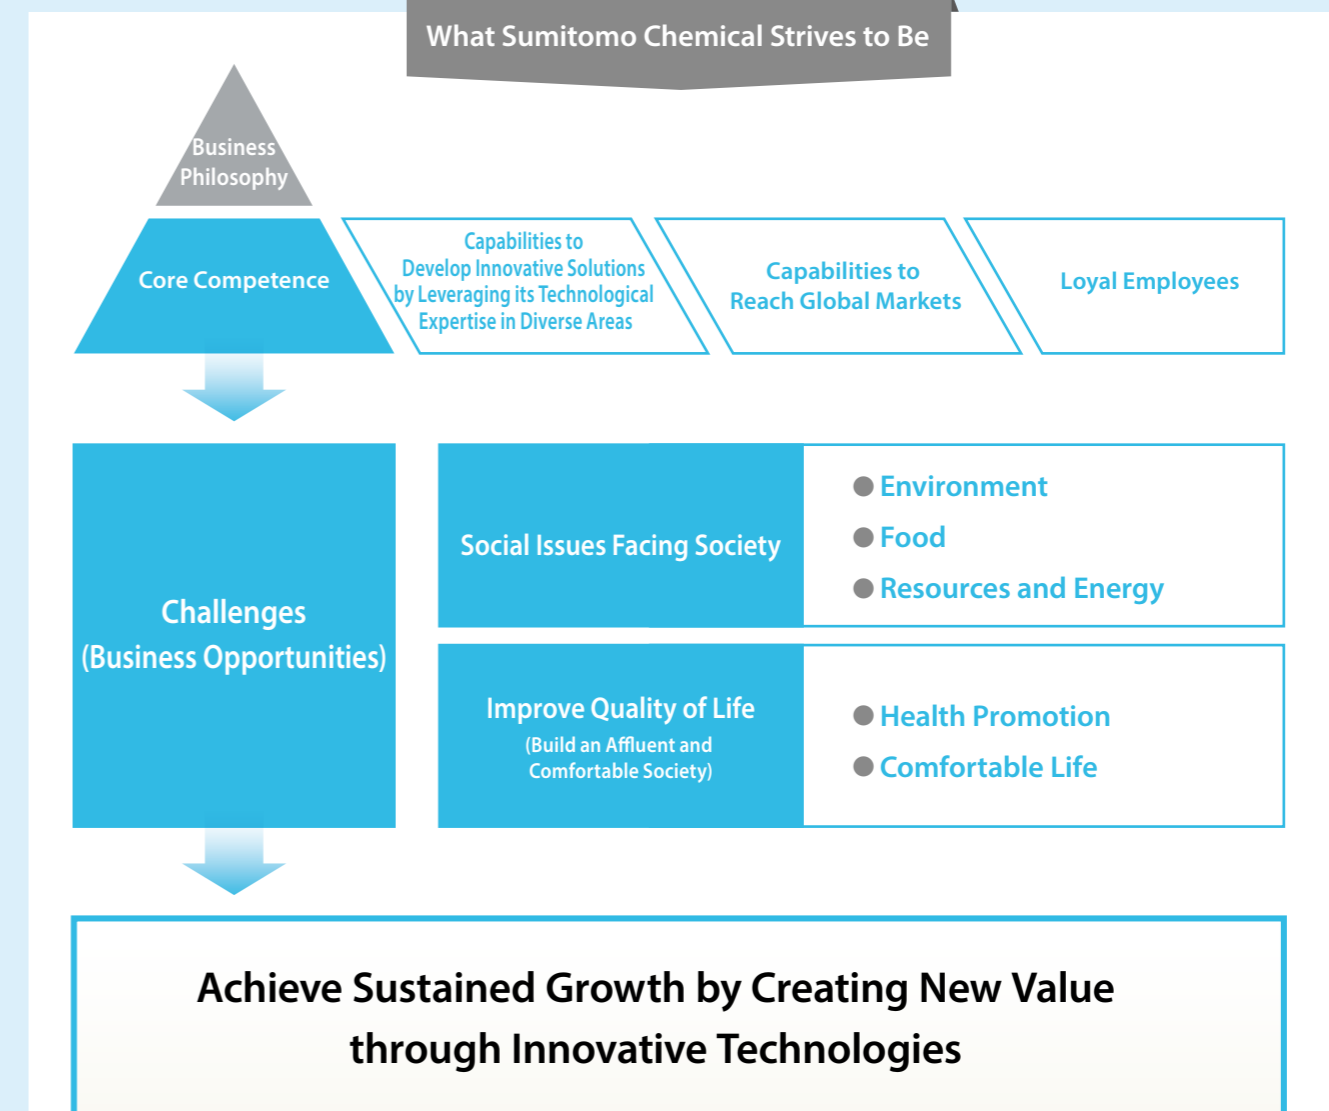 What Sumitomo Chemical Strives to Be
Business
Philosophy
Core Competence
Capabilities to
Develop Innovative Solutions
by Leveraging its Technological
Expertise in Diverse Areas
Capabilities to
Reach Global Markets
Loyal Employees
Challenges
(Business Opportunities)
Social Issues Facing Society
Environment
Food
Resources and Energy
Improve Quality of Life
(Build an Affluent and
Comfortable Society)
Health Promotion
Comfortable Life
Achieve Sustained Growth by Creating New Value
through Innovative Technologies